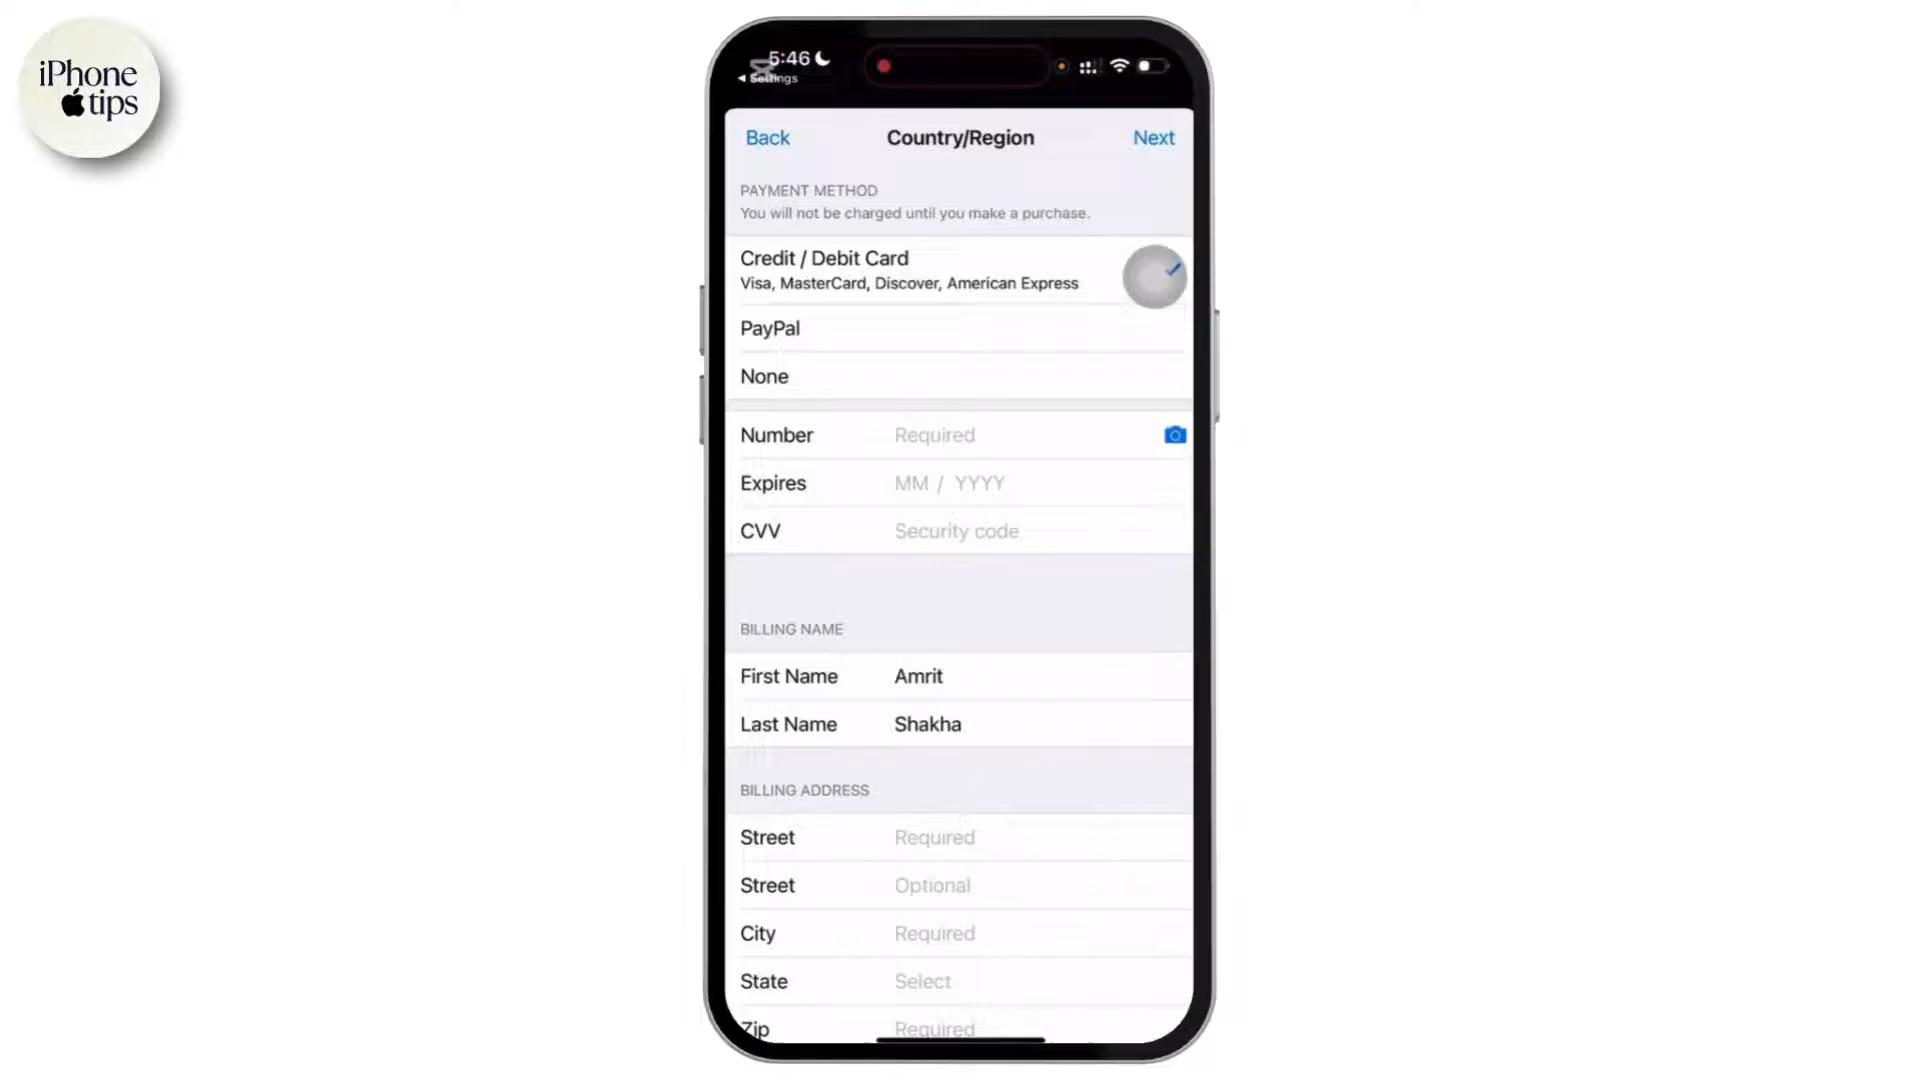 iPhone
tips
5:46
Settings
Back Country/Region Next
PAYMENT METHOD
You will not be charged until you make a purchase.
Credit / Debit Card
Visa, MasterCard, Discover, American Express
PayPal
None
Number Required
Expires MM / YYYY
CVV Security code
BILLING NAME
First Name Amrit
Last Name Shakha
BILLING ADDRESS
Street Required
Street Optional
City Required
State Select
Zip Required